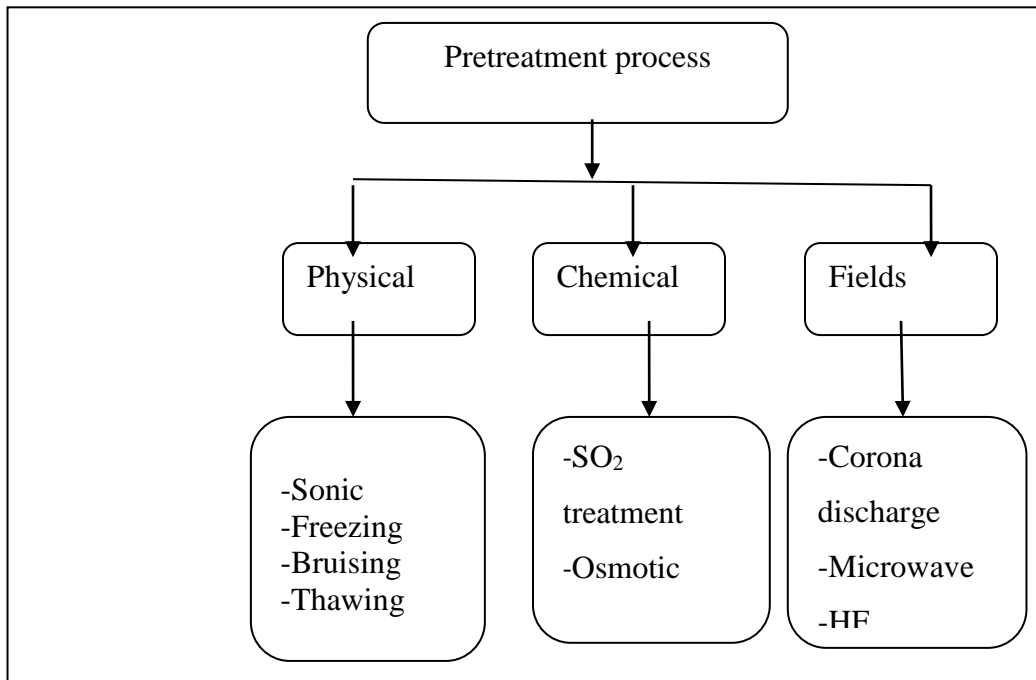 Pretreatment process
Physical
Chemical
Fields
-Sonic
-Freezing
-Bruising
-Thawing
-SO₂
treatment
-Osmotic
-Corona
discharge
-Microwave